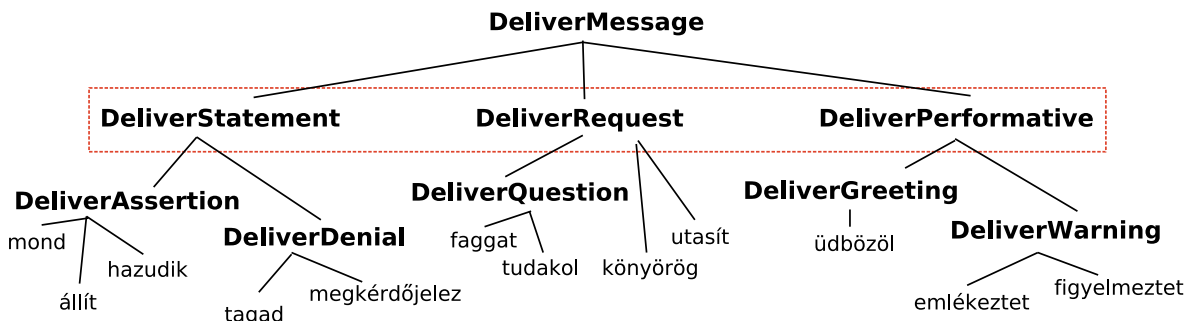 DeliverMessage
DeliverStatement DeliverRequest DeliverPerformative
DeliverAssertion DeliverQuestion DeliverGreeting
mond hazudik DeliverDenial faggat utasít üdbözöl DeliverWarning
állít tagad megkérdőjelez tudakol könyörög emlékeztet figyelmeztet